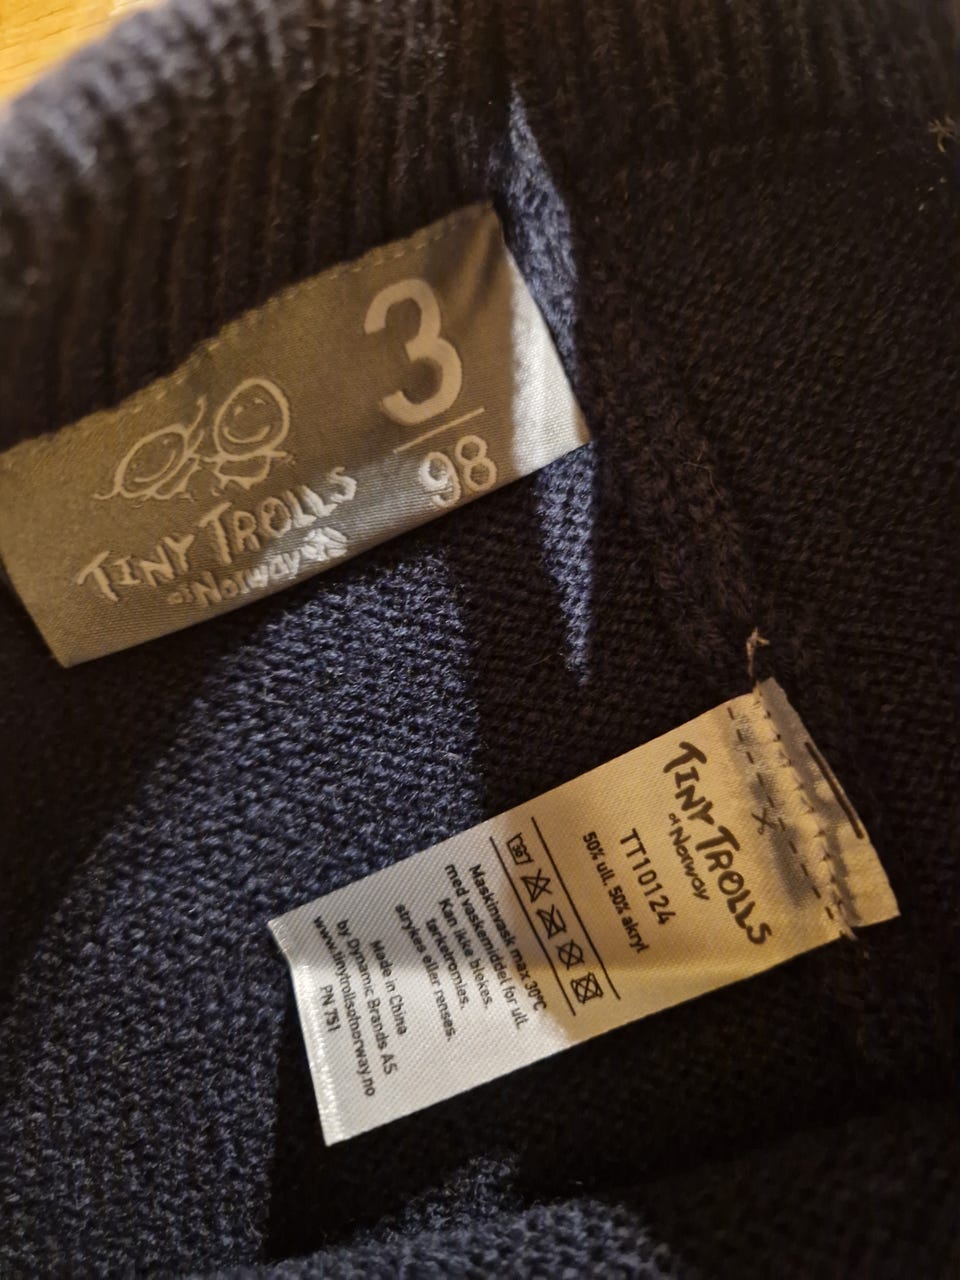 3
98
TINY TROLLS
of Norway
TINY TROLLS
of Norway
TT10124
50% ull. 50% akryl
30°
Maskinvask max 30°C
med vaskemiddel for ull.
Kan ikke blekes,
tørketromles,
strykes eller renses.
Made in China
by Dynamic Brands AS
www.tinytrollsofnorway.no
PN 751